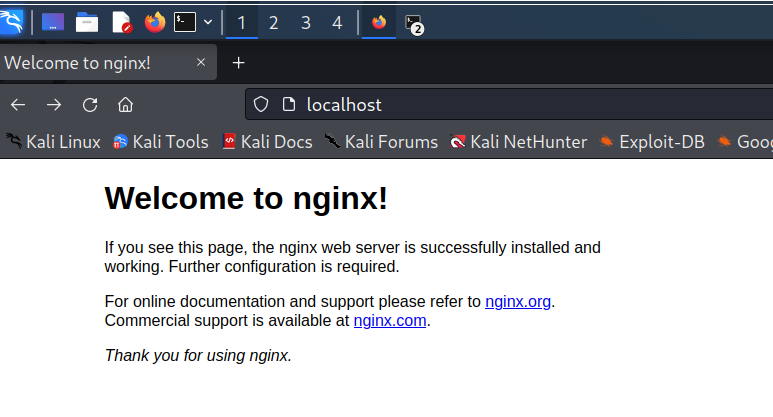 1 2 3 4 2
Welcome to nginx!
localhost
Kali Linux Kali Tools Kali Docs Kali Forums Kali NetHunter Exploit-DB Goog
Welcome to nginx!
If you see this page, the nginx web server is successfully installed and
working. Further configuration is required.
For online documentation and support please refer to nginx.org.
Commercial support is available at nginx.com.
Thank you for using nginx.